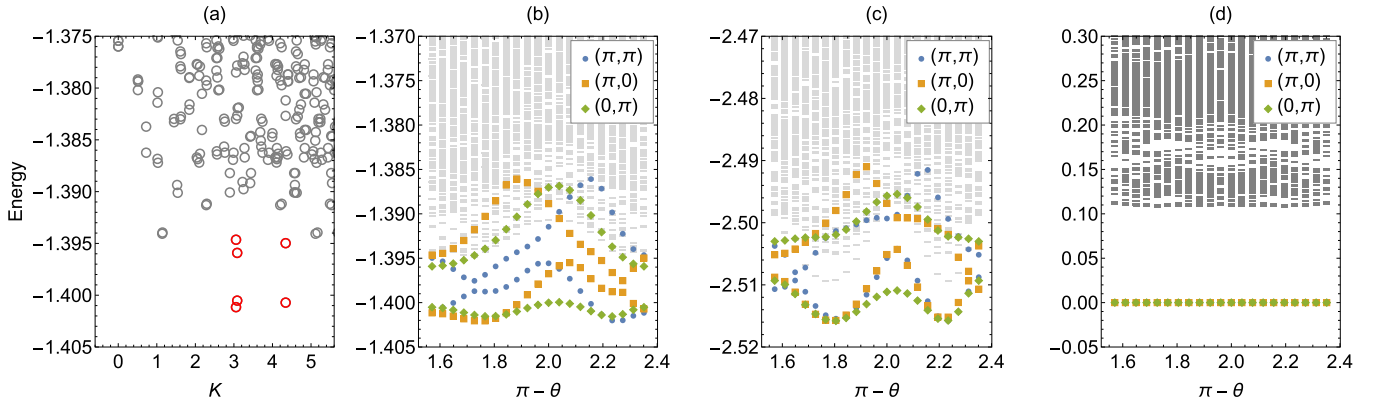 (a)
Energy
−1.375
−1.380
−1.385
−1.390
−1.395
−1.400
−1.405
0 1 2 3 4 5
K
(b)
−1.370
−1.375
−1.380
−1.385
−1.390
−1.395
−1.400
−1.405
(π,π)
(π,0)
(0,π)
1.6 1.8 2.0 2.2 2.4
π − θ
(c)
−2.47
−2.48
−2.49
−2.50
−2.51
−2.52
(π,π)
(π,0)
(0,π)
1.6 1.8 2.0 2.2 2.4
π − θ
(d)
0.30
0.25
0.20
0.15
0.10
0.05
0.00
−0.05
(π,π)
(π,0)
(0,π)
1.6 1.8 2.0 2.2 2.4
π − θ